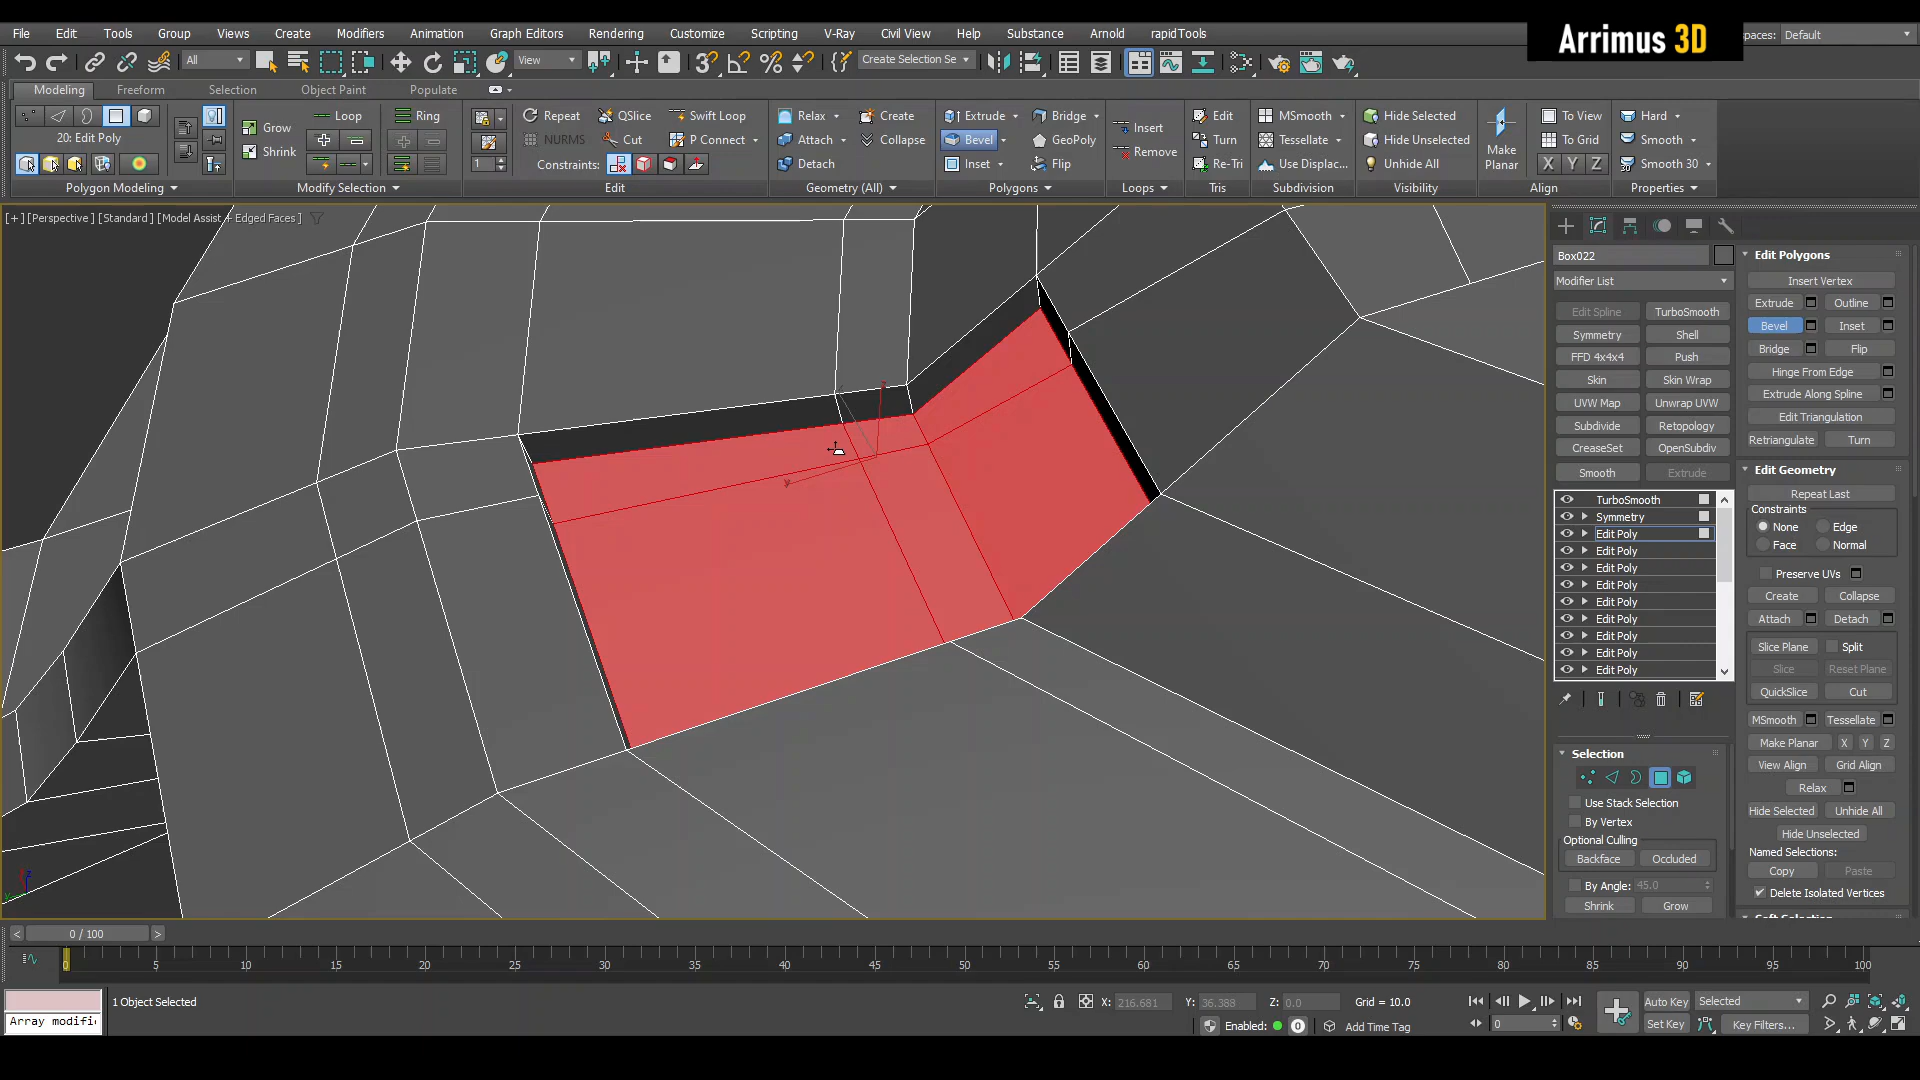 File Edit Tools Group Views Create Modifiers Animation Graph Editors Rendering Customize Scripting V-Ray Civil View Help Substance Arnold rapidTools
Arrimus 3D
spaces: Default
All View Create Selection Se
Modeling Freeform Selection Object Paint Populate
20: Edit Poly
Grow Loop Ring
Shrink
Repeat QSlice Swift Loop
NURMS Cut P Connect
1 Constraints:
Relax Create
Attach Collapse
Detach
Extrude Bridge
Bevel GeoPoly
Inset Flip
Insert
Remove
Edit
Turn
Re-Tri
MSmooth
Tessellate
Use Displac...
Hide Selected
Hide Unselected
Unhide All
Make
Planar
To View
To Grid
X Y Z
Hard
Smooth
Smooth 30
Polygon Modeling Modify Selection Edit Geometry (All) Polygons Loops Tris Subdivision Visibility Align Properties
[+] [Perspective] [Standard] [Model Assist + Edged Faces]
z
y
Box022
Modifier List
Edit Spline TurboSmooth
Symmetry Shell
FFD 4x4x4 Push
Skin Skin Wrap
UVW Map Unwrap UVW
Subdivide Retopology
CreaseSet OpenSubdiv
Smooth Extrude
TurboSmooth
Symmetry
Edit Poly
Edit Poly
Edit Poly
Edit Poly
Edit Poly
Edit Poly
Edit Poly
Edit Poly
Edit Poly
Selection
Use Stack Selection
By Vertex
Optional Culling
Backface Occluded
By Angle: 45.0
Shrink Grow
Edit Polygons
Insert Vertex
Extrude Outline
Bevel Inset
Bridge Flip
Hinge From Edge
Extrude Along Spline
Edit Triangulation
Retriangulate Turn
Edit Geometry
Repeat Last
Constraints
None Edge
Face Normal
Preserve UVs
Create Collapse
Attach Detach
Slice Plane Split
Slice Reset Plane
QuickSlice Cut
MSmooth Tessellate
Make Planar X Y Z
View Align Grid Align
Relax
Hide Selected Unhide All
Hide Unselected
Named Selections:
Copy Paste
Delete Isolated Vertices
< 0 / 100 >
0 5 10 15 20 25 30 35 40 45 50 55 60 65 70 75 80 85 90 95 100
1 Object Selected
Array modifi
X: 216.681 Y: 36.388 Z: 0.0 Grid = 10.0
Enabled: 0 Add Time Tag
0
Auto Key Selected
Set Key Key Filters...